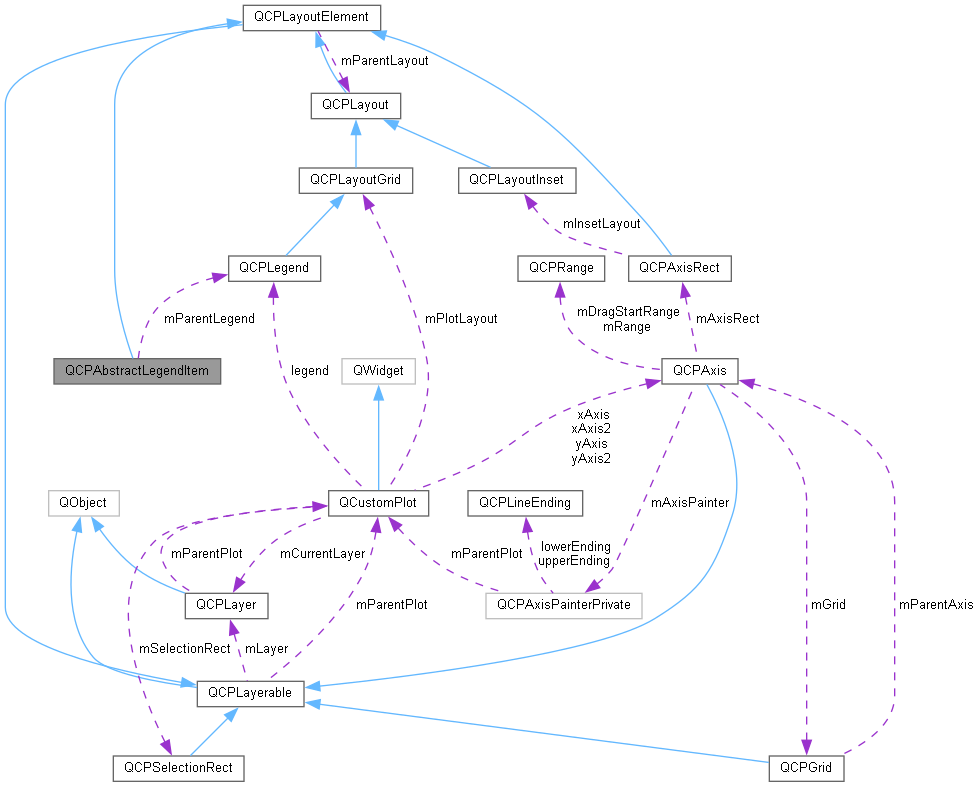 QCPLayoutElement
mParentLayout
QCPLayout
QCPLayoutGrid
QCPLayoutInset
mInsetLayout
QCPLegend
QCPRange
QCPAxisRect
mParentLegend
mPlotLayout
mDragStartRange
mRange
mAxisRect
QCPAbstractLegendItem
legend
QWidget
QCPAxis
xAxis
xAxis2
yAxis
yAxis2
QObject
QCustomPlot
QCPLineEnding
mAxisPainter
mParentPlot
mCurrentLayer
mParentPlot
lowerEnding
upperEnding
QCPLayer
mParentPlot
QCPAxisPainterPrivate
mGrid
mParentAxis
mSelectionRect
mLayer
QCPLayerable
QCPSelectionRect
QCPGrid